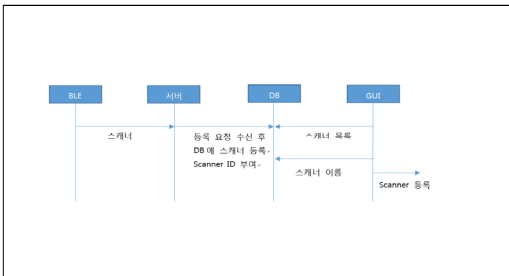 BLE
서버
DB
GUI
스캐너
등록 요청 수신 후
DB에 스캐너 등록
Scanner ID 부여
스캐너 목록
스캐너 이름
Scanner 등록